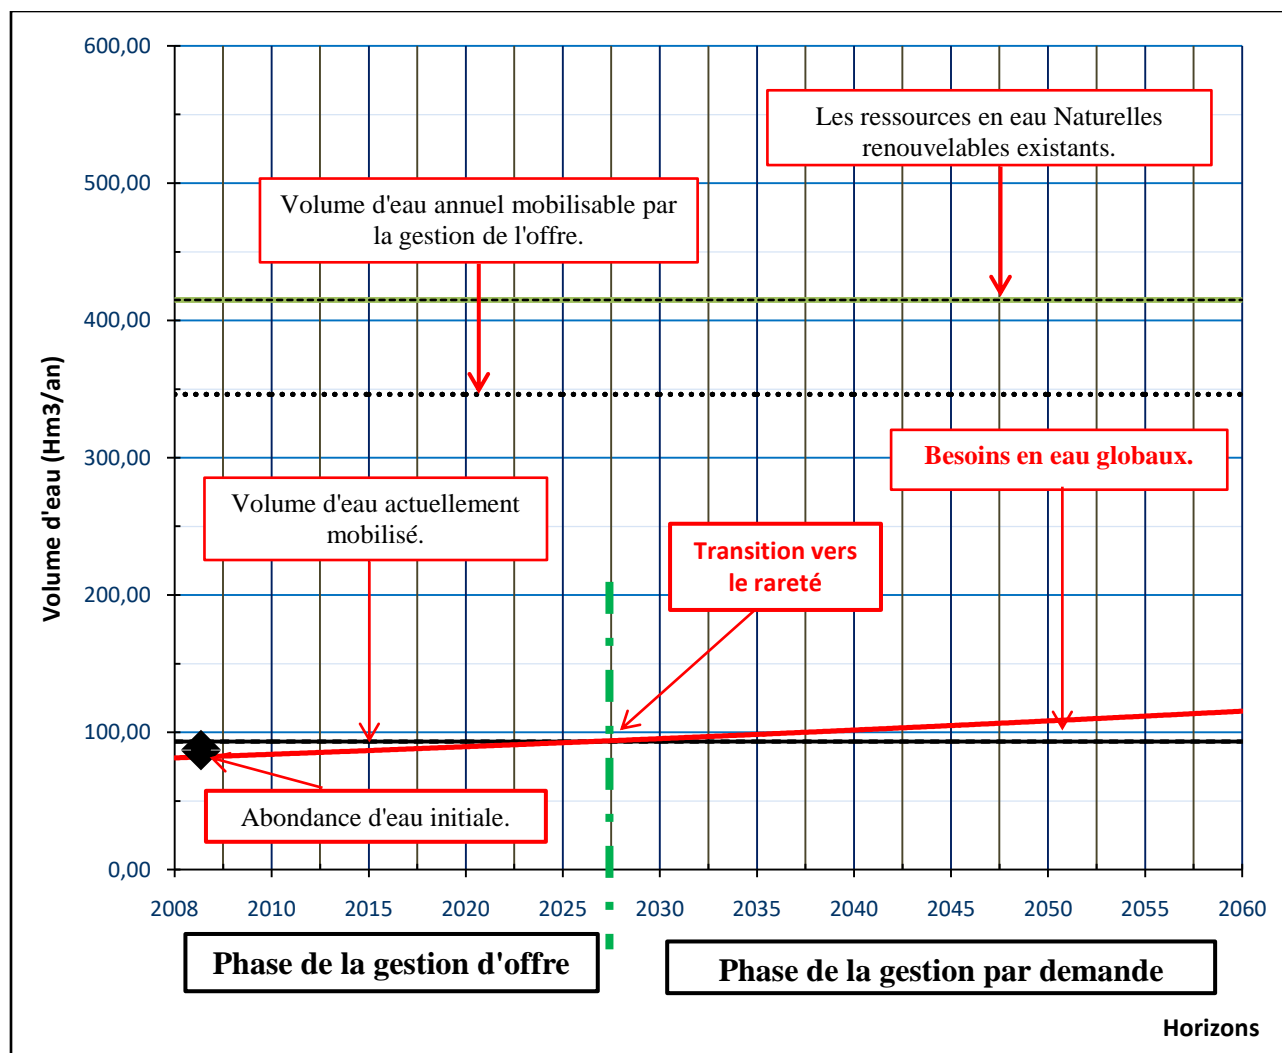 600,00
500,00
400,00
300,00
200,00
100,00
0,00
Volume d'eau (Hm3/an)
Les ressources en eau Naturelles
renouvelables existants.
Volume d'eau annuel mobilisable par
la gestion de l'offre.
Besoins en eau globaux.
Volume d'eau actuellement
mobilisé.
Transition vers
le rareté
Abondance d'eau initiale.
2008 2010 2015 2020 2025 2030 2035 2040 2045 2050 2055 2060
Phase de la gestion d'offre
Phase de la gestion par demande
Horizons